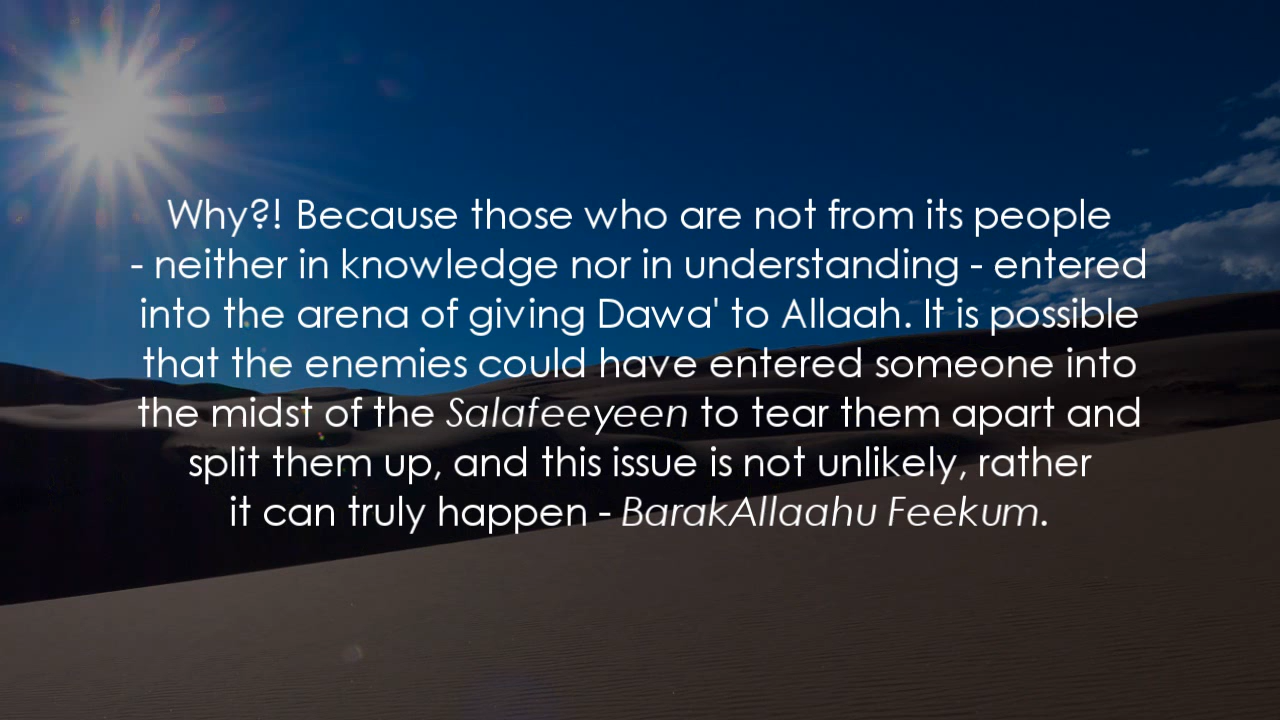 Why?! Because those who are not from its people
- neither in knowledge nor in understanding - entered
into the arena of giving Dawa' to Allaah. It is possible
that the enemies could have entered someone into
the midst of the Salafeeyeen to tear them apart and
split them up, and this issue is not unlikely, rather
it can truly happen - BarakAllaahu Feekum.